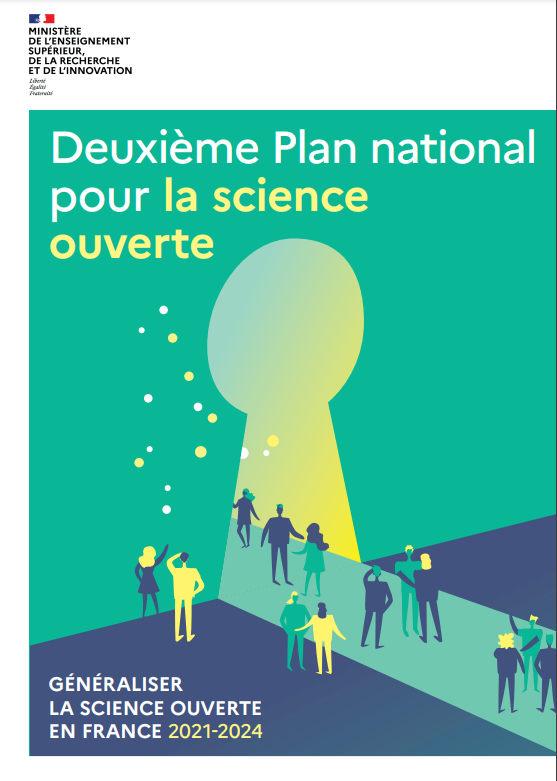 MINISTÈRE
DE L'ENSEIGNEMENT
SUPÉRIEUR,
DE LA RECHERCHE
ET DE L'INNOVATION
Liberté
Égalité
Fraternité
Deuxième Plan national
pour la science
ouverte
GÉNÉRALISER
LA SCIENCE OUVERTE
EN FRANCE 2021-2024